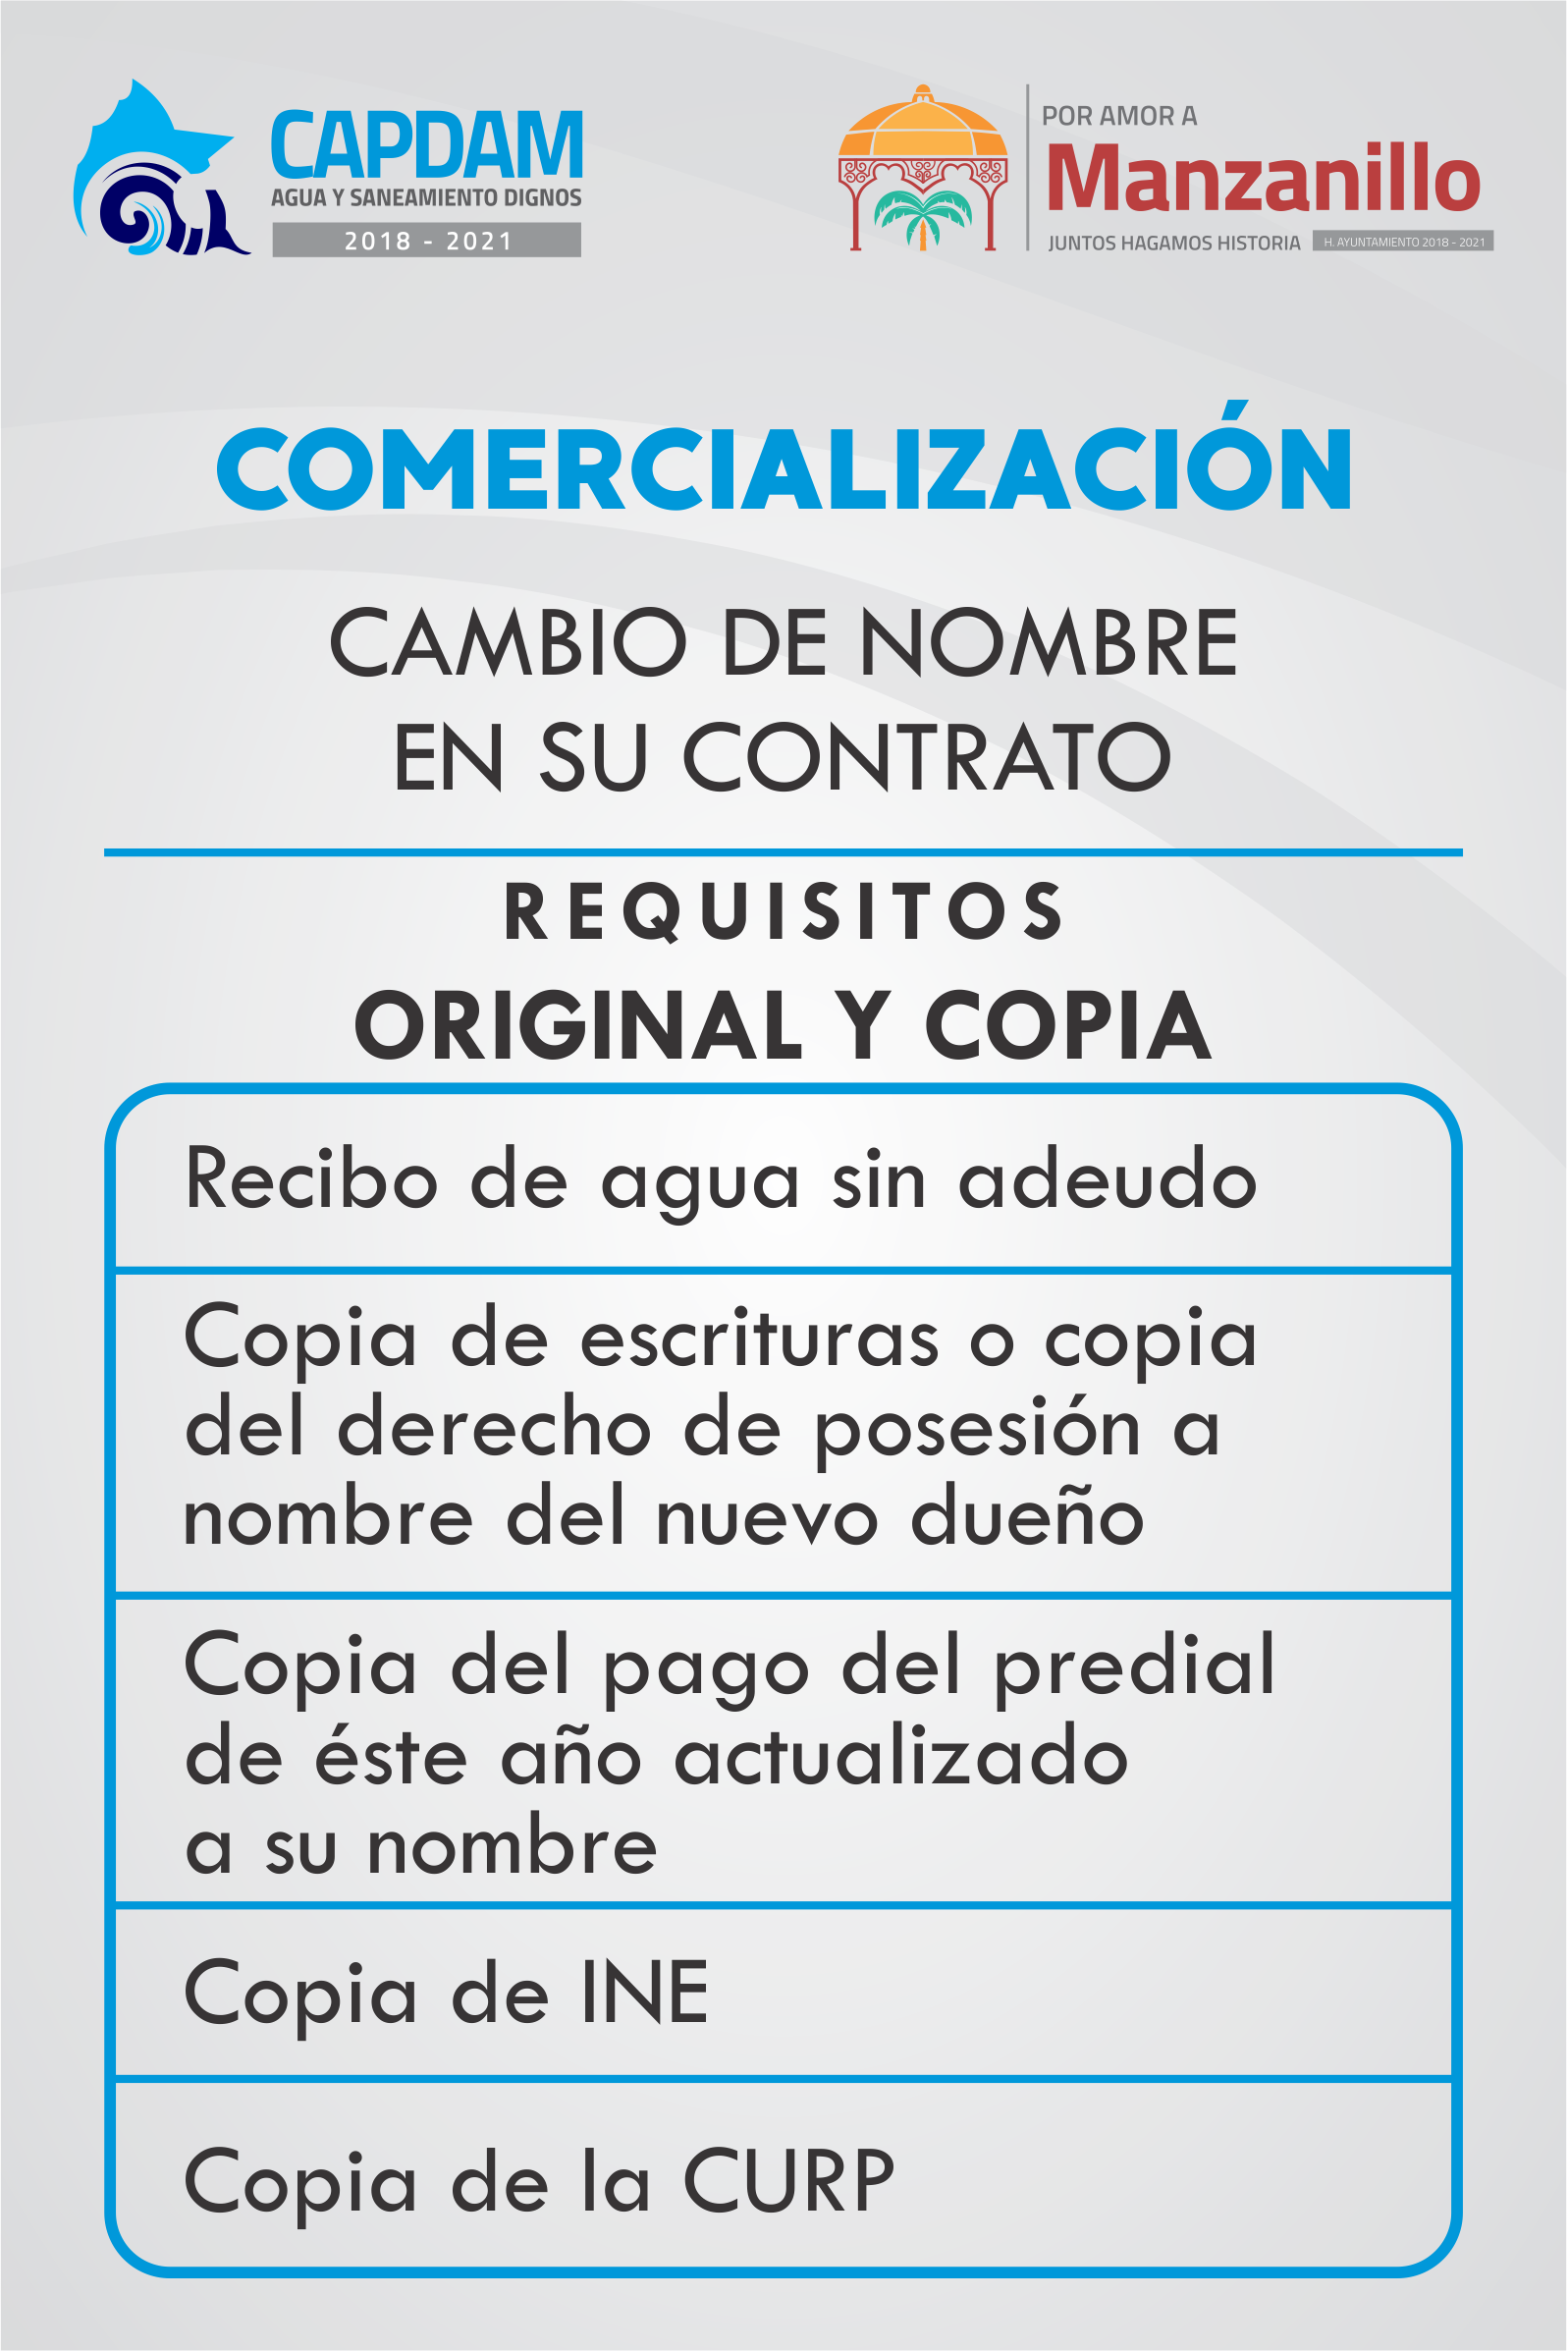 CAPDAM
AGUA Y SANEAMIENTO DIGNOS
2018 - 2021
POR AMOR A
Manzanillo
JUNTOS HAGAMOS HISTORIA
H. AYUNTAMIENTO 2018 - 2021
COMERCIALIZACIÓN
CAMBIO DE NOMBRE
EN SU CONTRATO
REQUISITOS
ORIGINAL Y COPIA
Recibo de agua sin adeudo
Copia de escrituras o copia
del derecho de posesión a
nombre del nuevo dueño
Copia del pago del predial
de éste año actualizado
a su nombre
Copia de INE
Copia de la CURP